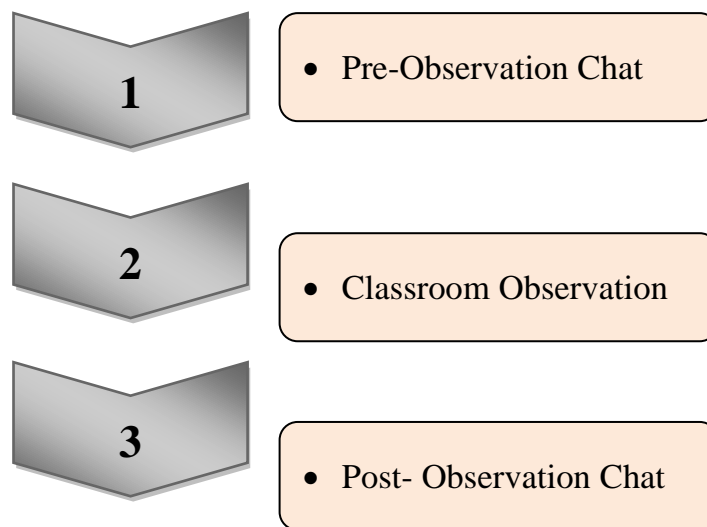 1
• Pre-Observation Chat
2
• Classroom Observation
3
• Post- Observation Chat